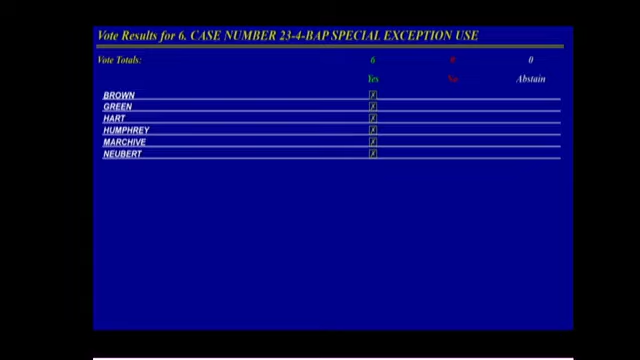 Vote Results for 6. CASE NUMBER 23-4-BAP SPECIAL EXCEPTION USE
Vote Totals: 6 0 0
Yes No Abstain
BROWN
GREEN
HART
HUMPHREY
MARCHIVE
NEUBERT